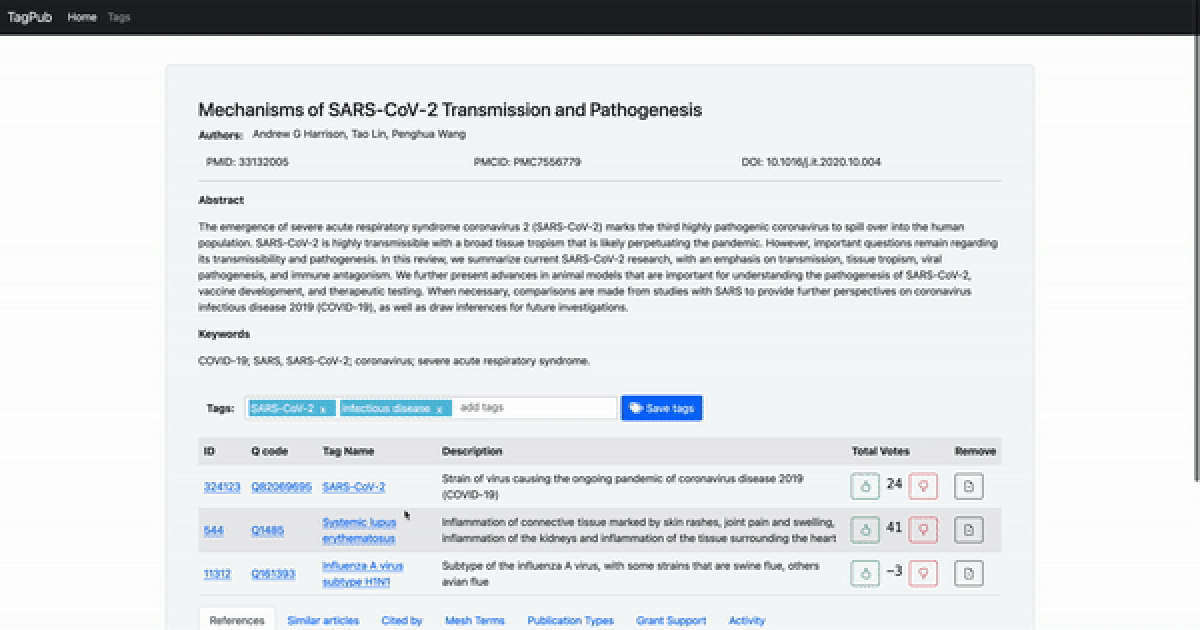 TagPub Home Tags
Mechanisms of SARS-CoV-2 Transmission and Pathogenesis
Authors: Andrew G Harrison, Tao Lin, Penghua Wang
PMID: 33132005 PMCID: PMC7556779 DOI: 10.1016/j.it.2020.10.004
Abstract
The emergence of severe acute respiratory syndrome coronavirus 2 (SARS-CoV-2) marks the third highly pathogenic coronavirus to spill over into the human
population. SARS-CoV-2 is highly transmissible with a broad tissue tropism that is likely perpetuating the pandemic. However, important questions remain regarding
its transmissibility and pathogenesis. In this review, we summarize current SARS-CoV-2 research, with an emphasis on transmission, tissue tropism, viral
pathogenesis, and immune antagonism. We further present advances in animal models that are important for understanding the pathogenesis of SARS-CoV-2,
vaccine development, and therapeutic testing. When necessary, comparisons are made from studies with SARS to provide further perspectives on coronavirus
infectious disease 2019 (COVID-19), as well as draw inferences for future investigations.
Keywords
COVID-19; SARS, SARS-CoV-2; coronavirus; severe acute respiratory syndrome.
Tags: SARS-CoV-2 x infectious disease x add tags Save tags
ID Q code Tag Name Description Total Votes Remove
324123 Q82069695 SARS-CoV-2 Strain of virus causing the ongoing pandemic of coronavirus disease 2019 24
(COVID-19)
544 Q1485 Systemic lupus Inflammation of connective tissue marked by skin rashes, joint pain and swelling, 41
erythematosus inflammation of the kidneys and inflammation of the tissue surrounding the heart
11312 Q161393 Influenza A virus Subtype of the influenza A virus, with some strains that are swine flue, others -3
subtype H1N1 avian flue
References Similar articles Cited by Mesh Terms Publication Types Grant Support Activity